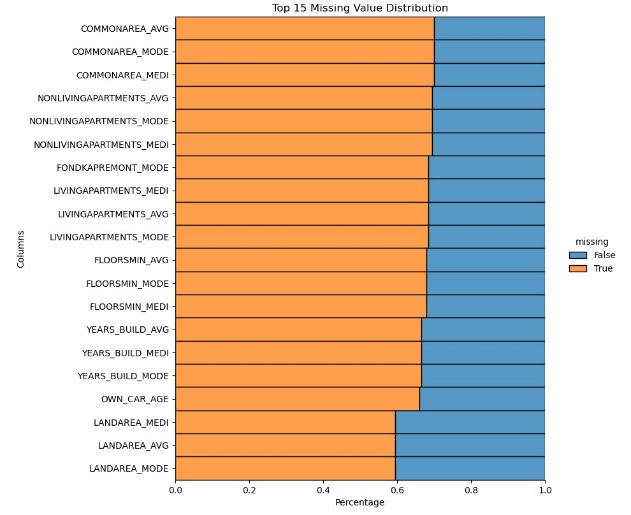 Top 15 Missing Value Distribution
COMMONAREA_AVG
COMMONAREA_MODE
COMMONAREA_MEDI
NONLIVINGAPARTMENTS_AVG
NONLIVINGAPARTMENTS_MODE
NONLIVINGAPARTMENTS_MEDI
FONDKAPREMONT_MODE
LIVINGAPARTMENTS_MEDI
LIVINGAPARTMENTS_AVG
LIVINGAPARTMENTS_MODE
FLOORSMIN_AVG
FLOORSMIN_MODE
FLOORSMIN_MEDI
YEARS_BUILD_AVG
YEARS_BUILD_MEDI
YEARS_BUILD_MODE
OWN_CAR_AGE
LANDAREA_MEDI
LANDAREA_AVG
LANDAREA_MODE
Columns
0.0 0.2 0.4 0.6 0.8 1.0
Percentage
missing
False
True